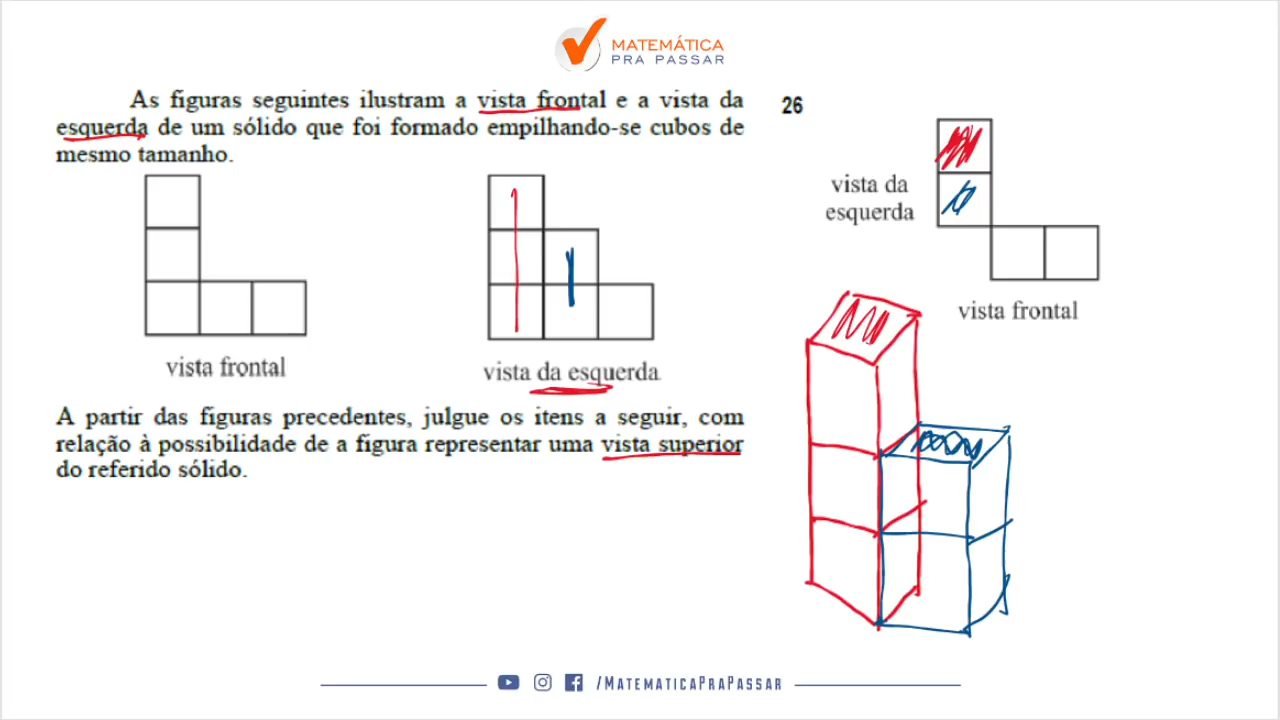 MATEMÁTICA
PRA PASSAR
As figuras seguintes ilustram a vista frontal e a vista da
esquerda de um sólido que foi formado empilhando-se cubos de
mesmo tamanho.
vista frontal
vista da esquerda
A partir das figuras precedentes, julgue os itens a seguir, com
relação à possibilidade de a figura representar uma vista superior
do referido sólido.
26
vista da
esquerda
vista frontal
/MATEMATICAPRAPASSAR